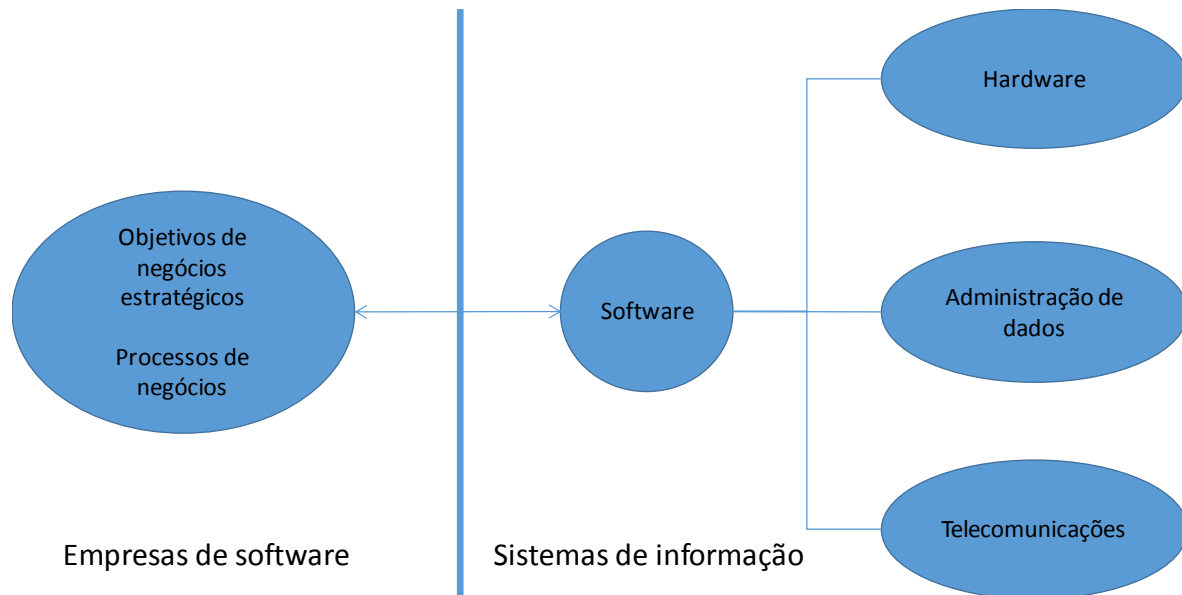 Objetivos de
negócios
estratégicos
Processos de
negócios
Empresas de software
Software
Sistemas de informação
Hardware
Administração de
dados
Telecomunicações